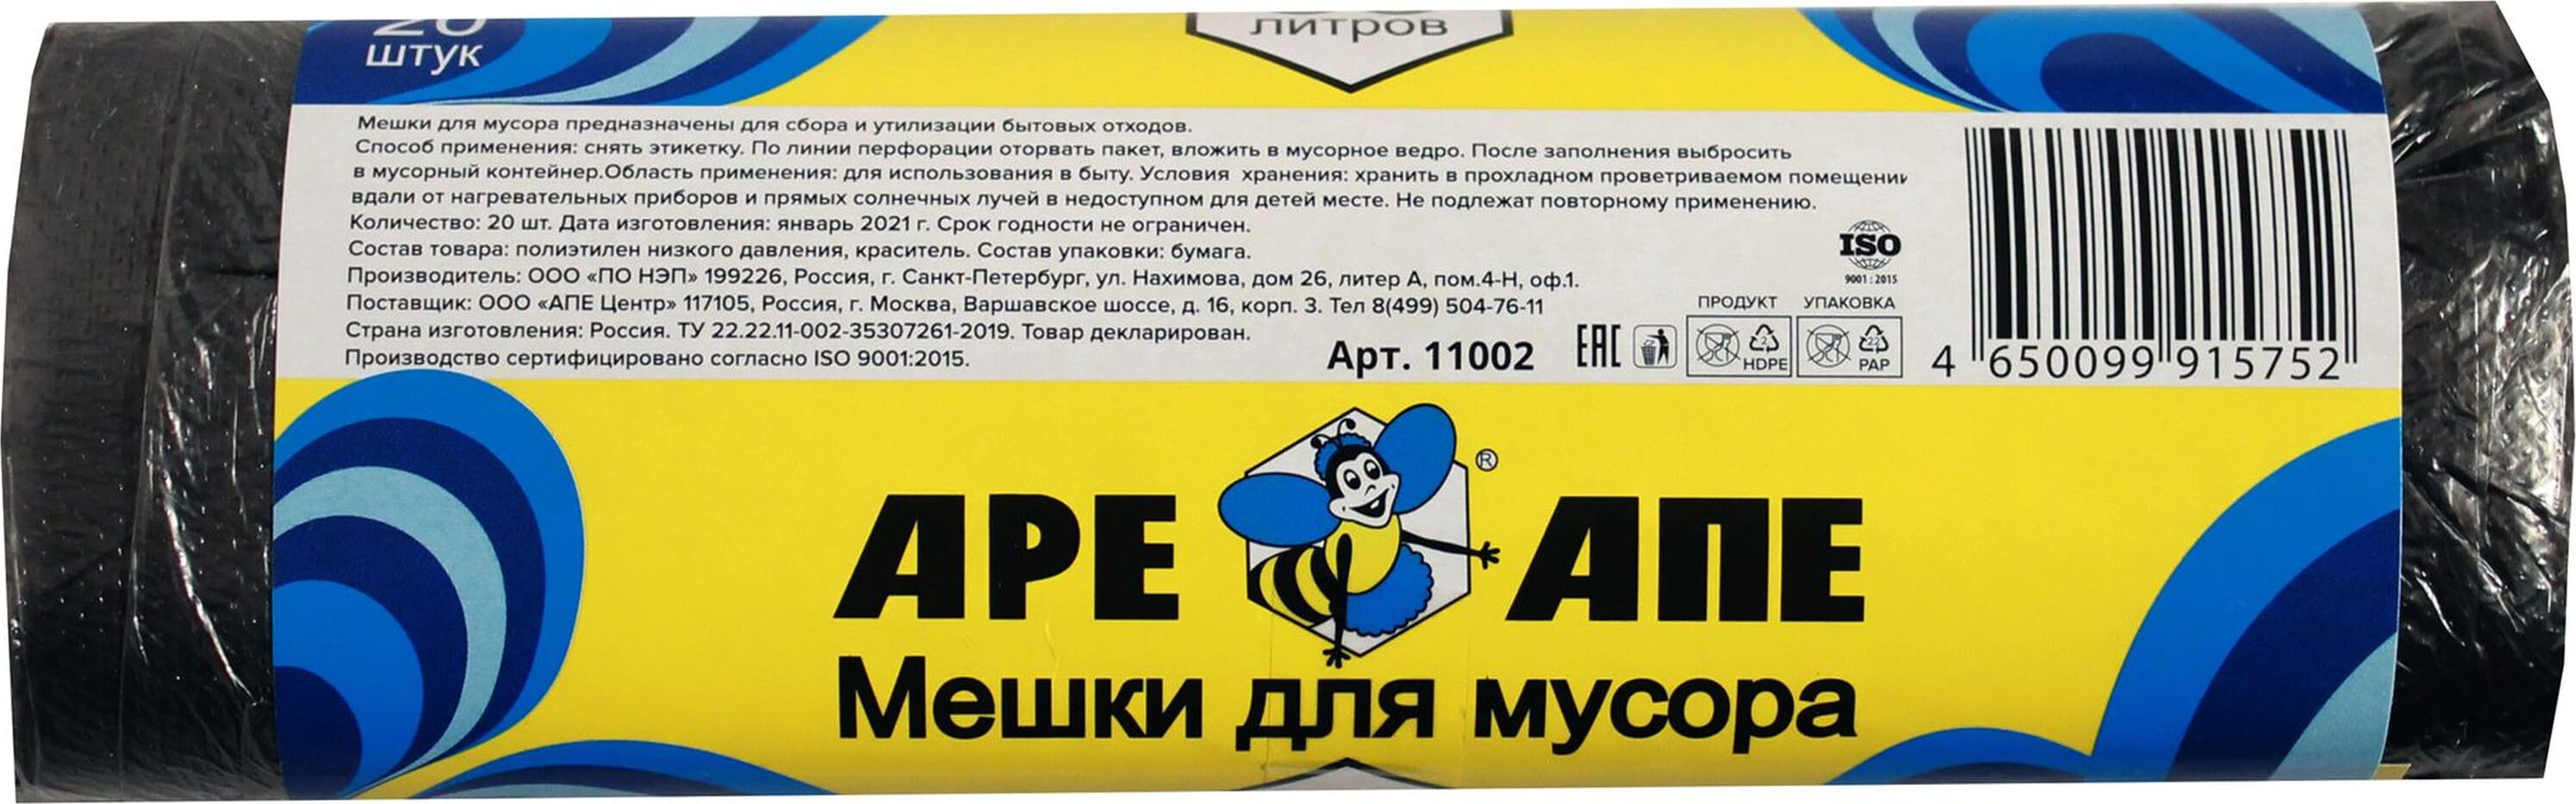 20
ШТУК
ЛИТРОВ
Мешки для мусора предназначены для сбора и утилизации бытовых отходов.
Способ применения: снять этикетку. По линии перфорации оторвать пакет, вложить в мусорное ведро. После заполнения выбросить
в мусорный контейнер.Область применения: для использования в быту. Условия хранения: хранить в прохладном проветриваемом помещении
вдали от нагревательных приборов и прямых солнечных лучей в недоступном для детей месте. Не подлежат повторному применению.
Количество: 20 шт. Дата изготовления: январь 2021 г. Срок годности не ограничен.
Состав товара: полиэтилен низкого давления, краситель. Состав упаковки: бумага.
Производитель: ООО «ПО НЭП» 199226, Россия, г. Санкт-Петербург, ул. Нахимова, дом 26, литер А, пом.4-Н, оф.1.
Поставщик: ООО «АПЕ Центр» 117105, Россия, г. Москва, Варшавское шоссе, д. 16, корп. 3. Тел 8(499) 504-76-11
Страна изготовления: Россия. ТУ 22.22.11-002-35307261-2019. Товар декларирован.
Производство сертифицировано согласно ISO 9001:2015.
Арт. 11002
ЕАС
ISO
9001 : 2015
ПРОДУКТ УПАКОВКА
2 22
HDPE PAP
4 650099 915752
APE ® АПЕ
Мешки для мусора